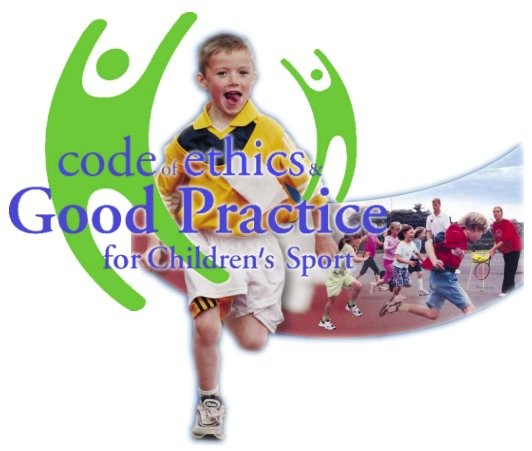 code of ethics &
Good Practice
for Children's Sport